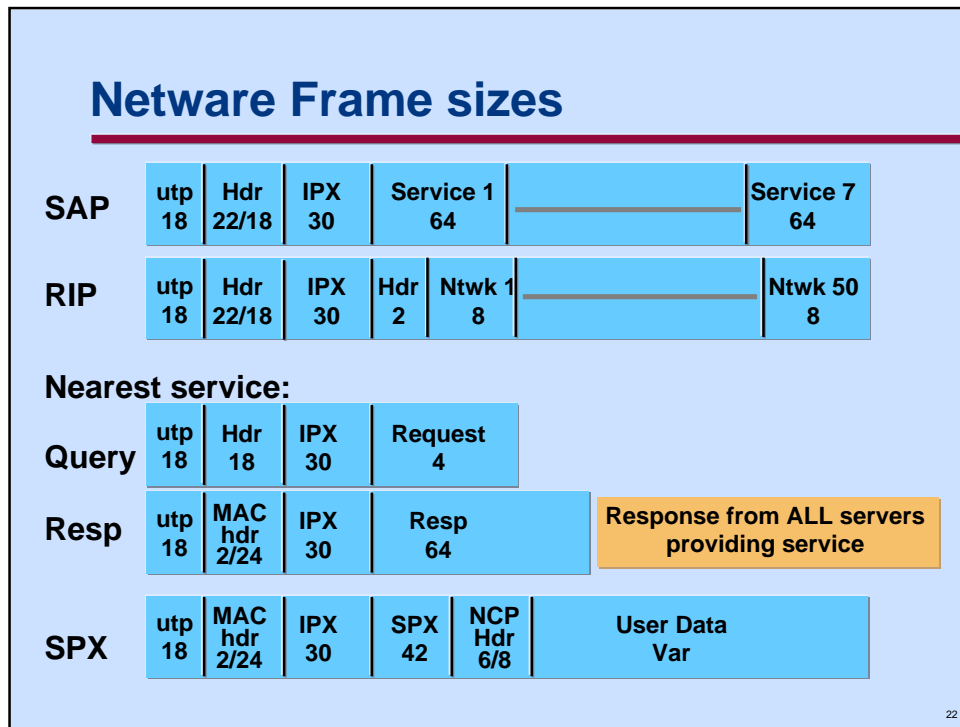 Netware Frame sizes
SAP
utp
18
Hdr
22/18
IPX
30
Service 1
64
Service 7
64
RIP
utp
18
Hdr
22/18
IPX
30
Hdr
2
Ntwk 1
8
Ntwk 50
8
Nearest service:
Query
utp
18
Hdr
18
IPX
30
Request
4
Resp
utp
18
MAC
hdr
2/24
IPX
30
Resp
64
Response from ALL servers
providing service
SPX
utp
18
MAC
hdr
2/24
IPX
30
SPX
42
NCP
Hdr
6/8
User Data
Var
22